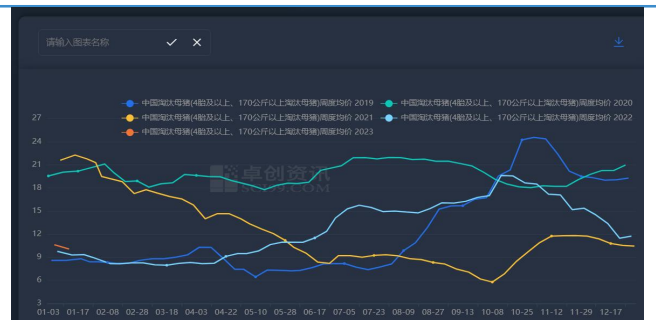 请输入图表名称
中国淘汰母猪(4胎及以上、170公斤以上淘汰母猪)周度均价 2019
中国淘汰母猪(4胎及以上、170公斤以上淘汰母猪)周度均价 2020
中国淘汰母猪(4胎及以上、170公斤以上淘汰母猪)周度均价 2021
中国淘汰母猪(4胎及以上、170公斤以上淘汰母猪)周度均价 2022
中国淘汰母猪(4胎及以上、170公斤以上淘汰母猪)周度均价 2023
27
24
21
18
15
12
9
6
3
卓创资讯
01-03 01-17 02-08 02-28 03-18 04-03 04-22 05-10 05-28 06-17 07-05 07-23 08-09 08-27 09-13 10-08 10-25 11-12 11-29 12-17